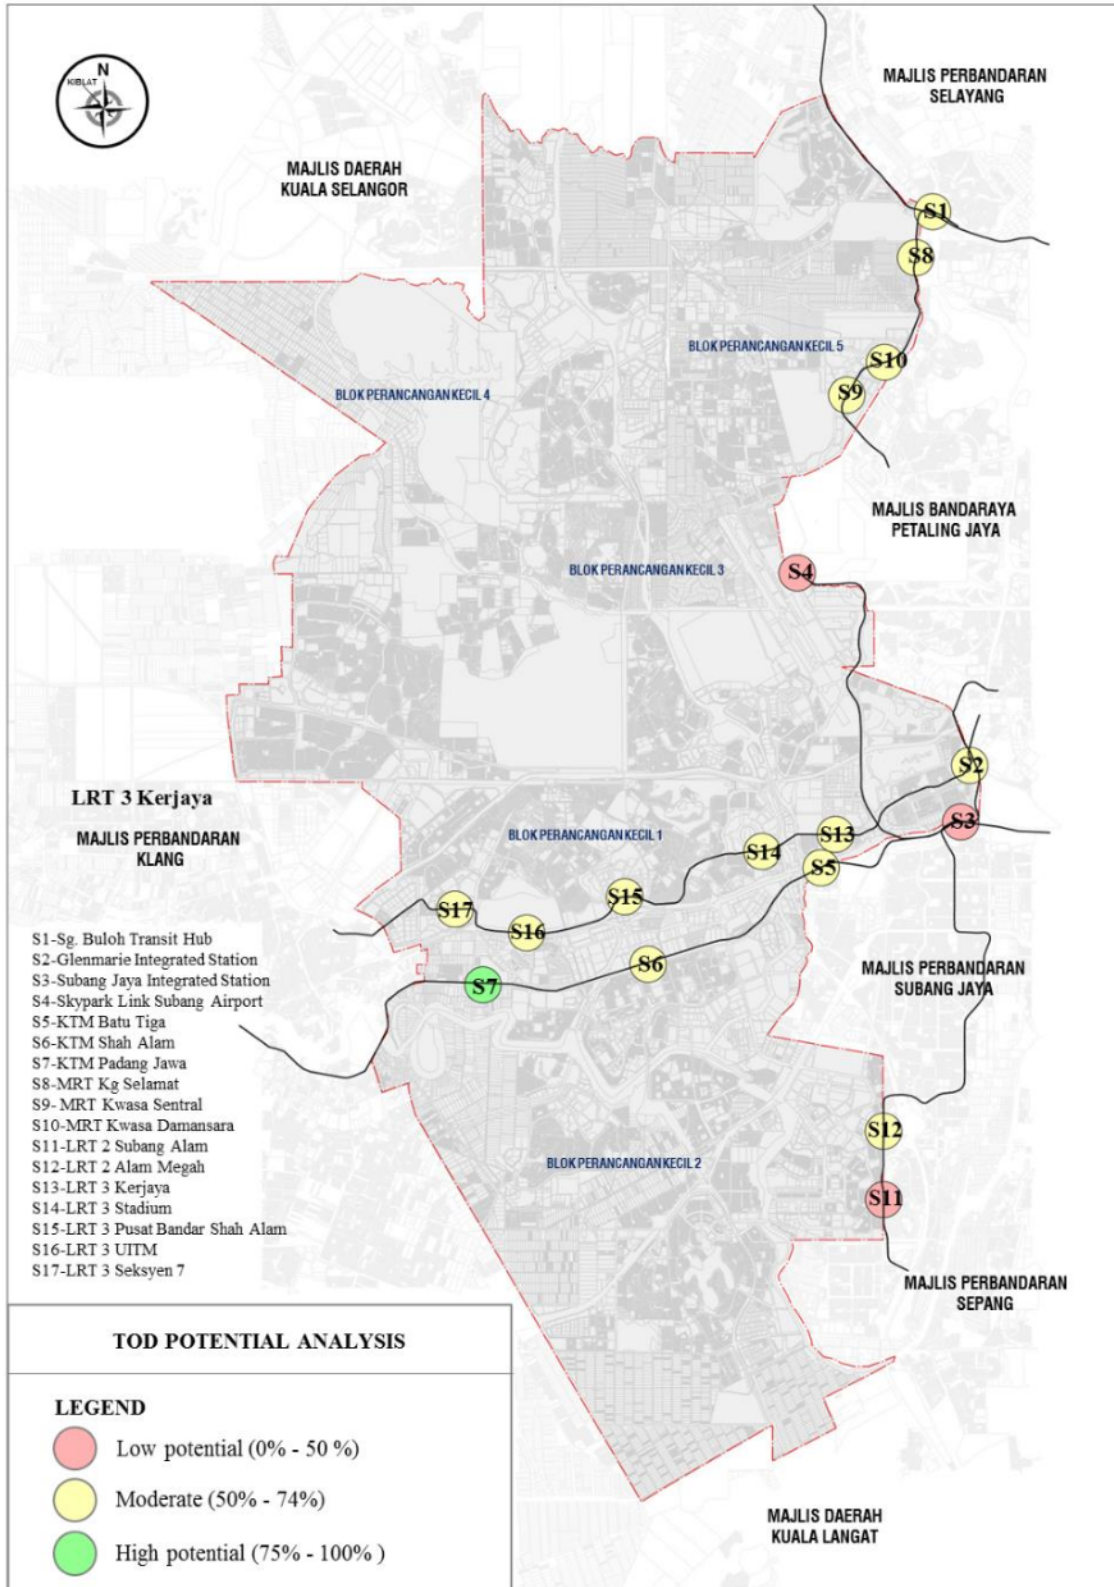 N
KIBLAT
MAJLIS PERBANDARAN
SELAYANG
MAJLIS DAERAH
KUALA SELANGOR
S1
S8
BLOK PERANCANGAN KECIL 5
S10
S9
BLOK PERANCANGAN KECIL 4
MAJLIS BANDARAYA
PETALING JAYA
BLOK PERANCANGAN KECIL 3
S4
S2
LRT 3 Kerjaya
MAJLIS PERBANDARAN
KLANG
BLOK PERANCANGAN KECIL 1
S3
S13
S14
S5
S15
S17
S16
S6
S7
MAJLIS PERBANDARAN
SUBANG JAYA
S1-Sg. Buloh Transit Hub
S2-Glenmarie Integrated Station
S3-Subang Jaya Integrated Station
S4-Skypark Link Subang Airport
S5-KTM Batu Tiga
S6-KTM Shah Alam
S7-KTM Padang Jawa
S8-MRT Kg Selamat
S9- MRT Kwasa Sentral
S10-MRT Kwasa Damansara
S11-LRT 2 Subang Alam
S12-LRT 2 Alam Megah
S13-LRT 3 Kerjaya
S14-LRT 3 Stadium
S15-LRT 3 Pusat Bandar Shah Alam
S16-LRT 3 UITM
S17-LRT 3 Seksyen 7
S12
BLOK PERANCANGAN KECIL 2
S11
MAJLIS PERBANDARAN
SEPANG
TOD POTENTIAL ANALYSIS
LEGEND
Low potential (0% - 50 %)
Moderate (50% - 74%)
High potential (75% - 100% )
MAJLIS DAERAH
KUALA LANGAT